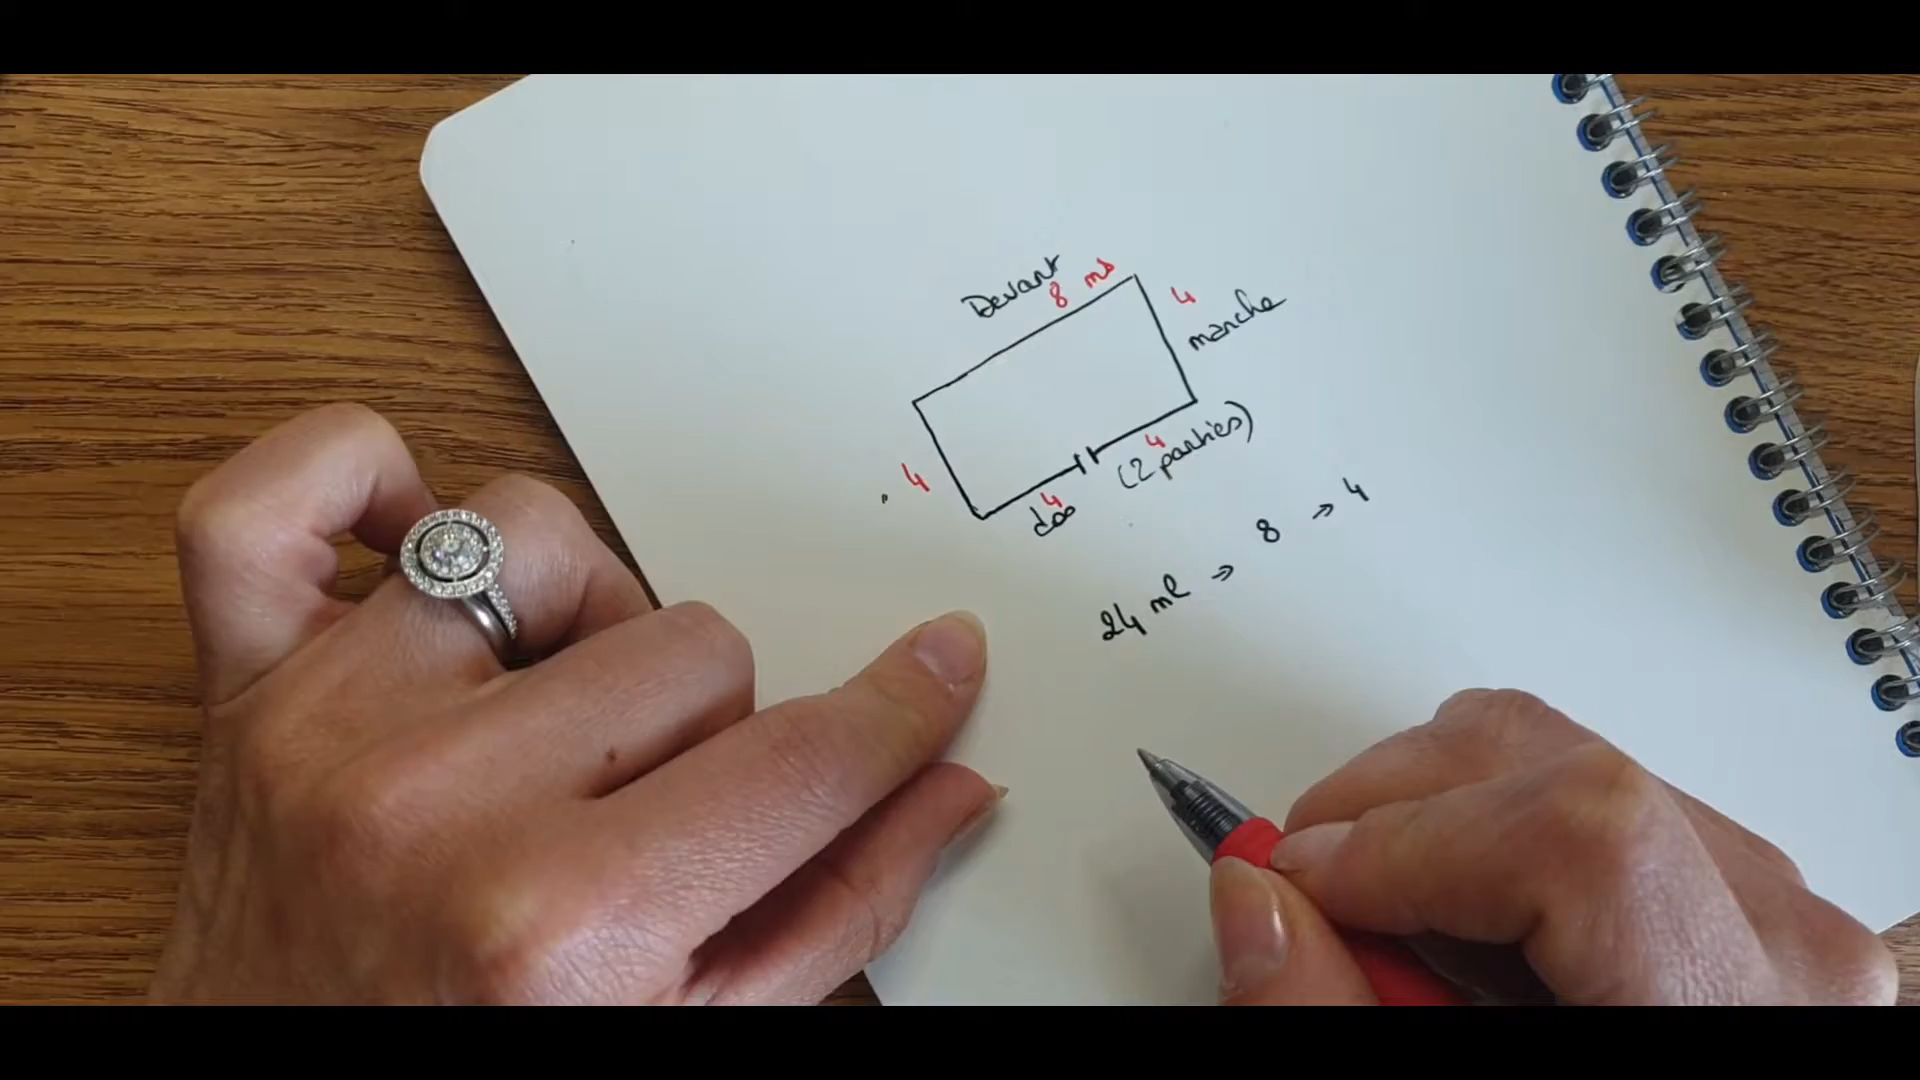 Devant
8 ms
4
manche
4
4
dos
4
(2 parties)
24 ml → 8 → 4